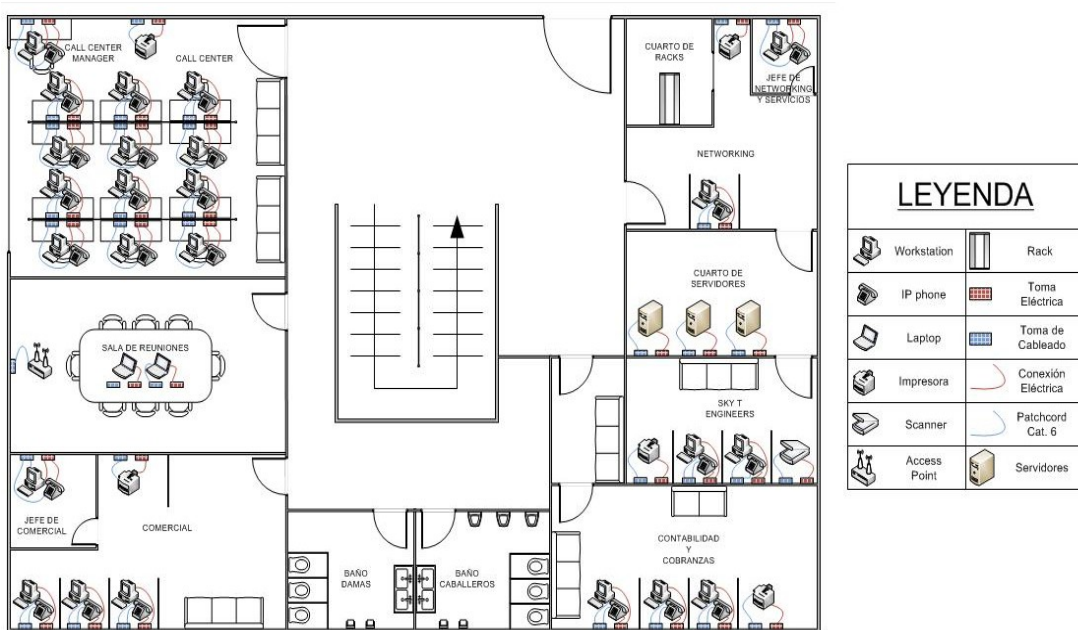 CALL CENTER
MANAGER
CALL CENTER
CUARTO DE
RACKS
JEFE DE
NETWORKING
Y SERVICIOS
NETWORKING
CUARTO DE
SERVIDORES
SALA DE REUNIONES
SKY T
ENGINEERS
JEFE DE
COMERCIAL
COMERCIAL
BAÑO
DAMAS
BAÑO
CABALLEROS
CONTABILIDAD
Y
COBRANZAS
LEYENDA
Workstation
Rack
IP phone
Toma
Eléctrica
Laptop
Toma de
Cableado
Impresora
Conexión
Eléctrica
Scanner
Patchcord
Cat. 6
Access
Point
Servidores